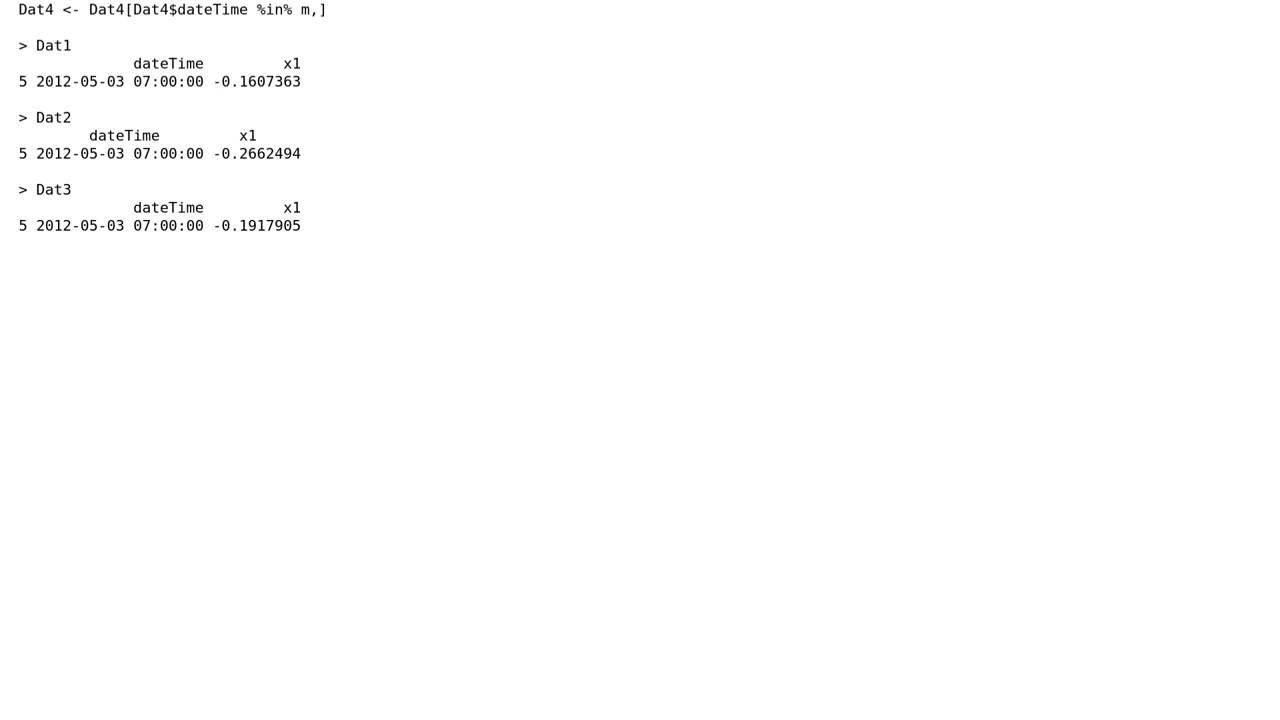 Dat4 <- Dat4[Dat4$dateTime %in% m,]

> Dat1
             dateTime         x1
5 2012-05-03 07:00:00 -0.1607363

> Dat2
        dateTime         x1
5 2012-05-03 07:00:00 -0.2662494

> Dat3
             dateTime         x1
5 2012-05-03 07:00:00 -0.1917905